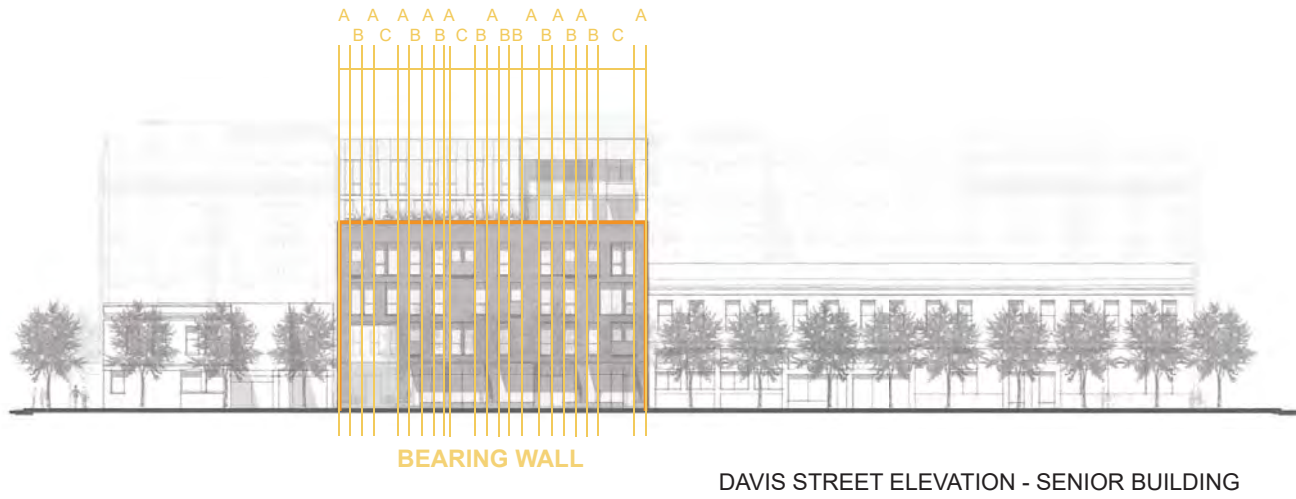 A A A A A A A A A A
B C B B C B BB B B B C
BEARING WALL
DAVIS STREET ELEVATION - SENIOR BUILDING